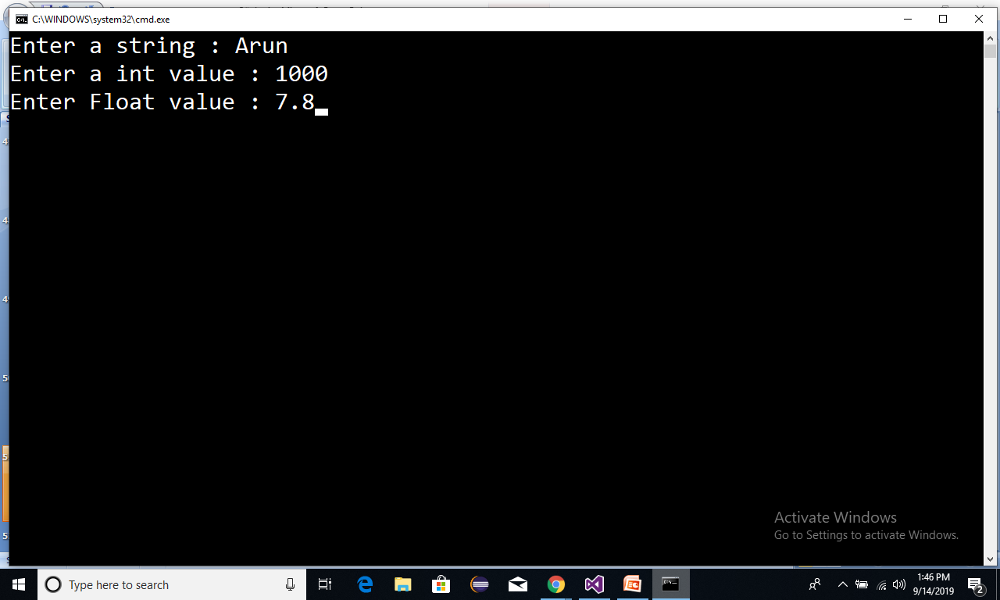 C:\WINDOWS\system32\cmd.exe
Enter a string : Arun
Enter a int value : 1000
Enter Float value : 7.8
Activate Windows
Go to Settings to activate Windows.
Type here to search
1:46 PM
9/14/2019
2